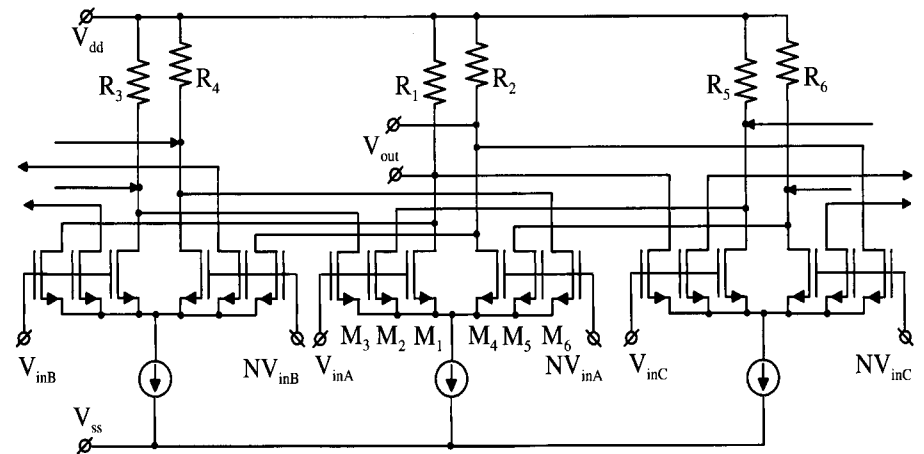 V_dd
R_3
R_4
R_1
R_2
R_5
R_6
V_out
V_inB
NV_inB
V_inA
M_3
M_2
M_1
M_4
M_5
M_6
NV_inA
V_inC
NV_inC
V_ss